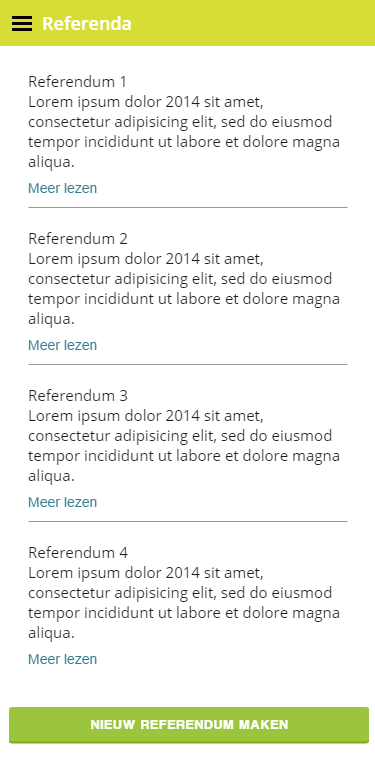 Referenda
Referendum 1
Lorem ipsum dolor 2014 sit amet,
consectetur adipisicing elit, sed do eiusmod
tempor incididunt ut labore et dolore magna
aliqua.
Meer lezen
Referendum 2
Lorem ipsum dolor 2014 sit amet,
consectetur adipisicing elit, sed do eiusmod
tempor incididunt ut labore et dolore magna
aliqua.
Meer lezen
Referendum 3
Lorem ipsum dolor 2014 sit amet,
consectetur adipisicing elit, sed do eiusmod
tempor incididunt ut labore et dolore magna
aliqua.
Meer lezen
Referendum 4
Lorem ipsum dolor 2014 sit amet,
consectetur adipisicing elit, sed do eiusmod
tempor incididunt ut labore et dolore magna
aliqua.
Meer lezen
NIEUW REFERENDUM MAKEN